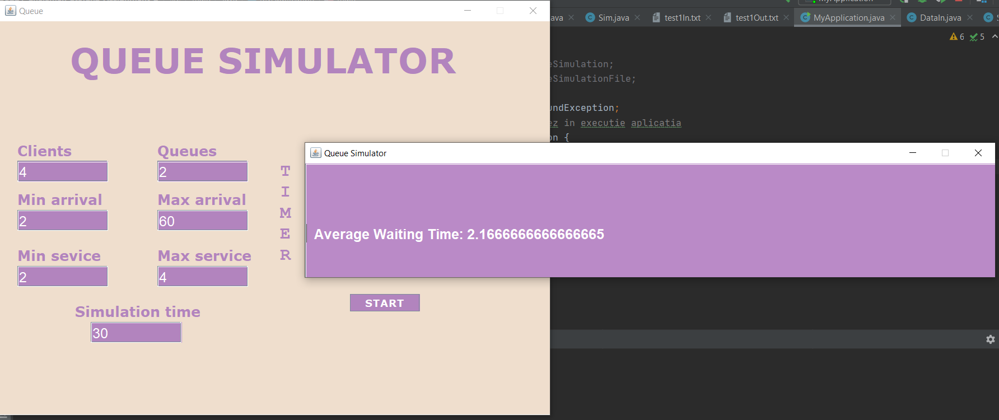 Queue
QUEUE SIMULATOR
Clients
4
Queues
2
Min arrival
2
Max arrival
60
Min sevice
2
Max service
4
Simulation time
30
T
I
M
E
R
START
Queue Simulator
Average Waiting Time: 2.1666666666666665
ava
Sim.java
test1In.txt
test1Out.txt
MyApplication.java
DataIn.java
6
5
eSimulation;
eSimulationFile;
undException;
ez in executie aplicatia
on {